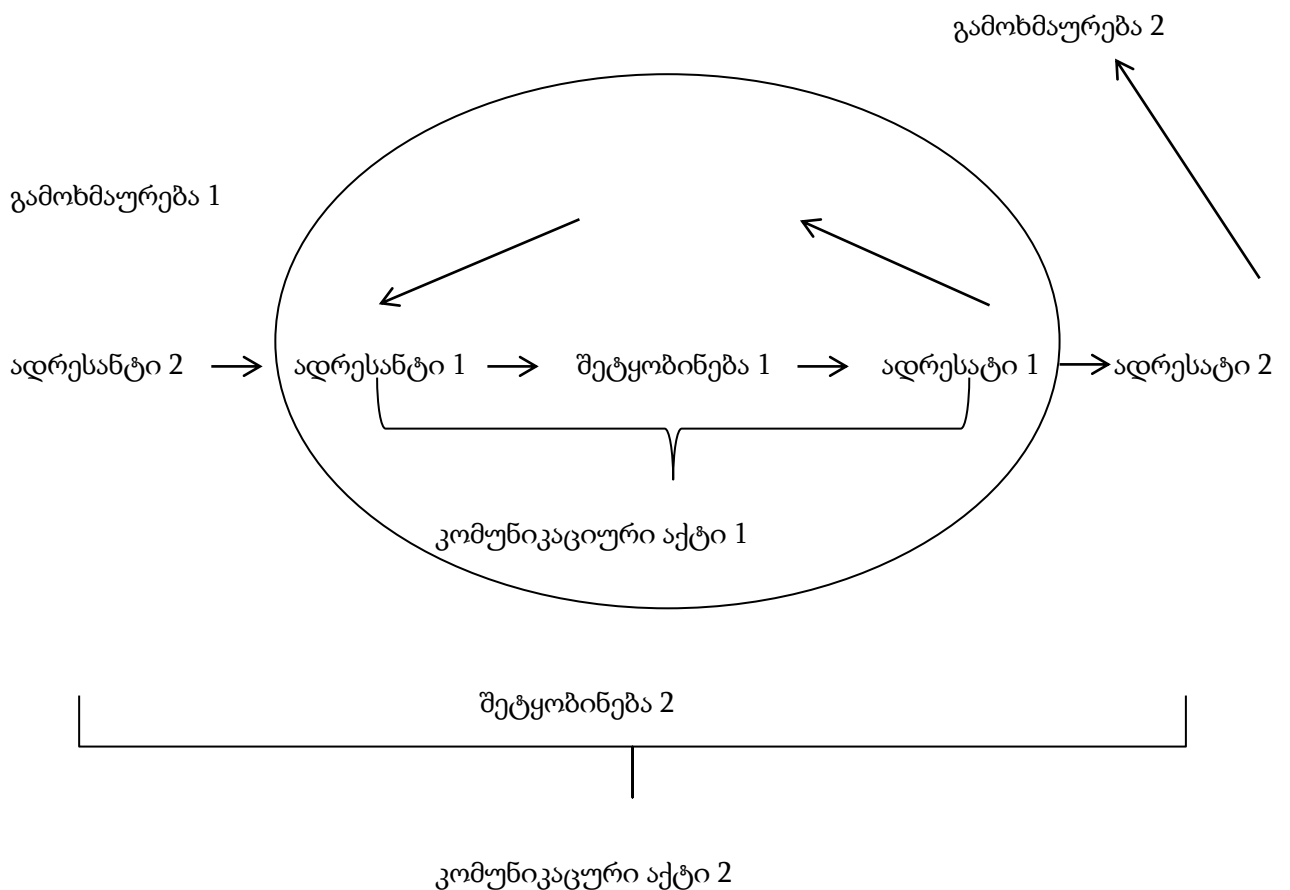 გამოხმაურება 2
გამოხმაურება 1
ადრესანტი 2 ადრესანტი 1 შეტყობინება 1 ადრესატი 1 ადრესატი 2
კომუნიკაციური აქტი 1
შეტყობინება 2
კომუნიკაცური აქტი 2